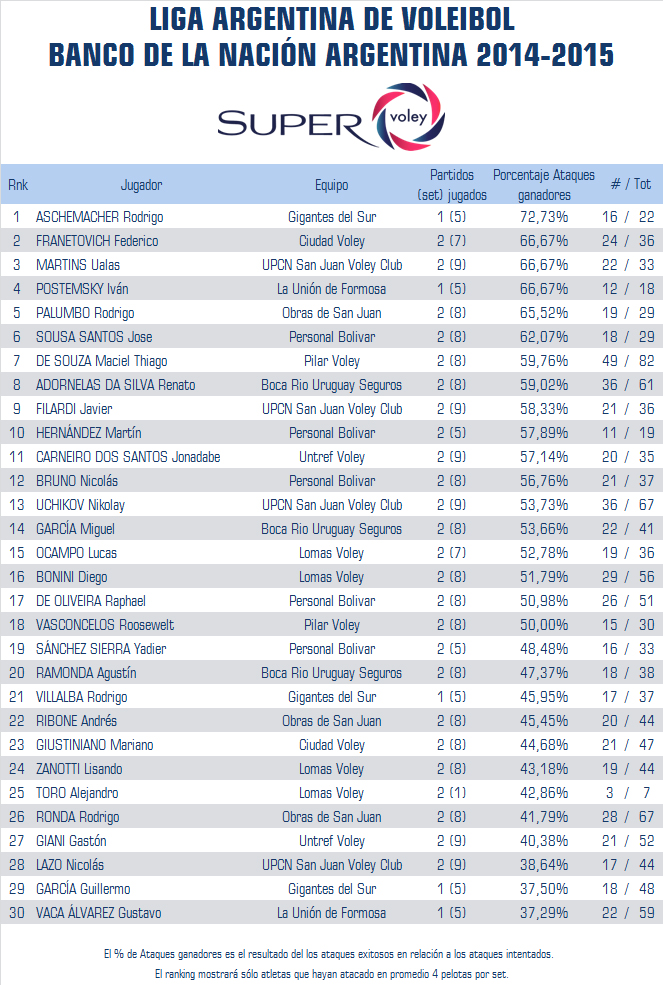 LIGA ARGENTINA DE VOLEIBOL
BANCO DE LA NACIÓN ARGENTINA 2014-2015
SUPER voley
Rnk Jugador Equipo Partidos (set) jugados Porcentaje Ataques ganadores # / Tot
1 ASCHEMACHER Rodrigo Gigantes del Sur 1 (5) 72,73% 16 / 22
2 FRANETOVICH Federico Ciudad Voley 2 (7) 66,67% 24 / 36
3 MARTINS Ualas UPCN San Juan Voley Club 2 (9) 66,67% 22 / 33
4 POSTEMSKY Iván La Unión de Formosa 1 (5) 66,67% 12 / 18
5 PALUMBO Rodrigo Obras de San Juan 2 (8) 65,52% 19 / 29
6 SOUSA SANTOS Jose Personal Bolivar 2 (8) 62,07% 18 / 29
7 DE SOUZA Maciel Thiago Pilar Voley 2 (8) 59,76% 49 / 82
8 ADORNELAS DA SILVA Renato Boca Rio Uruguay Seguros 2 (8) 59,02% 36 / 61
9 FILARDI Javier UPCN San Juan Voley Club 2 (9) 58,33% 21 / 36
10 HERNÁNDEZ Martín Personal Bolivar 2 (5) 57,89% 11 / 19
11 CARNEIRO DOS SANTOS Jonadabe Untref Voley 2 (9) 57,14% 20 / 35
12 BRUNO Nicolás Personal Bolivar 2 (8) 56,76% 21 / 37
13 UCHIKOV Nikolay UPCN San Juan Voley Club 2 (9) 53,73% 36 / 67
14 GARCÍA Miguel Boca Rio Uruguay Seguros 2 (8) 53,66% 22 / 41
15 OCAMPO Lucas Lomas Voley 2 (7) 52,78% 19 / 36
16 BONINI Diego Lomas Voley 2 (8) 51,79% 29 / 56
17 DE OLIVEIRA Raphael Personal Bolivar 2 (8) 50,98% 26 / 51
18 VASCONCELOS Roosewelt Pilar Voley 2 (8) 50,00% 15 / 30
19 SÁNCHEZ SIERRA Yadier Personal Bolivar 2 (5) 48,48% 16 / 33
20 RAMONDA Agustín Boca Rio Uruguay Seguros 2 (8) 47,37% 18 / 38
21 VILLALBA Rodrigo Gigantes del Sur 1 (5) 45,95% 17 / 37
22 RIBONE Andrés Obras de San Juan 2 (8) 45,45% 20 / 44
23 GIUSTINIANO Mariano Ciudad Voley 2 (8) 44,68% 21 / 47
24 ZANOTTI Lisando Lomas Voley 2 (8) 43,18% 19 / 44
25 TORO Alejandro Lomas Voley 2 (1) 42,86% 3 / 7
26 RONDA Rodrigo Obras de San Juan 2 (8) 41,79% 28 / 67
27 GIANI Gastón Untref Voley 2 (9) 40,38% 21 / 52
28 LAZO Nicolás UPCN San Juan Voley Club 2 (9) 38,64% 17 / 44
29 GARCÍA Guillermo Gigantes del Sur 1 (5) 37,50% 18 / 48
30 VACA ÁLVAREZ Gustavo La Unión de Formosa 1 (5) 37,29% 22 / 59
El % de Ataques ganadores es el resultado del los ataques exitosos en relación a los ataques intentados.
El ranking mostrará sólo atletas que hayan atacado en promedio 4 pelotas por set.